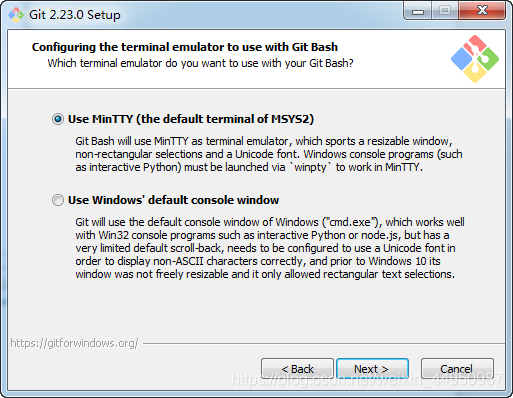 Git 2.23.0 Setup
Configuring the terminal emulator to use with Git Bash
Which terminal emulator do you want to use with your Git Bash?
Use MinTTY (the default terminal of MSYS2)
Git Bash will use MinTTY as terminal emulator, which sports a resizable window,
non-rectangular selections and a Unicode font. Windows console programs (such
as interactive Python) must be launched via `winpty` to work in MinTTY.
Use Windows' default console window
Git will use the default console window of Windows ("cmd.exe"), which works well
with Win32 console programs such as interactive Python or node.js, but has a
very limited default scroll-back, needs to be configured to use a Unicode font in
order to display non-ASCII characters correctly, and prior to Windows 10 its
window was not freely resizable and it only allowed rectangular text selections.
https://gitforwindows.org/
< Back
Next >
Cancel
https://blog.csdn.net/weixin_44950987